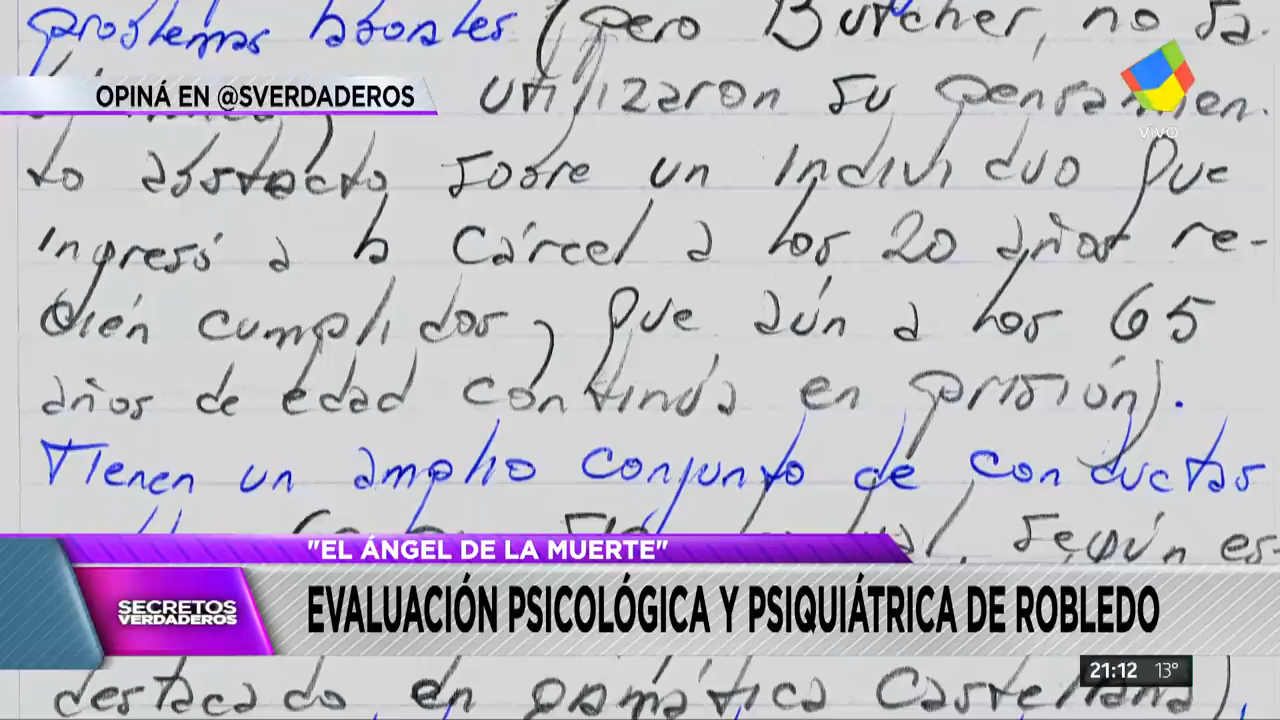 problemas laborales (pero Butcher, no sa-
OPINÁ EN @SVERDADEROS
utilizaron su pensamien-
VIVO
to abstracto sobre un individuo que
ingresó a la cárcel a los 20 años re-
cién cumplidos, que aún a los 65
años de edad continúa en prisión).
Tienen un amplio conjunto de conductas
según es-
"EL ÁNGEL DE LA MUERTE"
SECRETOS
VERDADEROS
EVALUACIÓN PSICOLÓGICA Y PSIQUIÁTRICA DE ROBLEDO
21:12 13°
destacado en gramática Castellana),